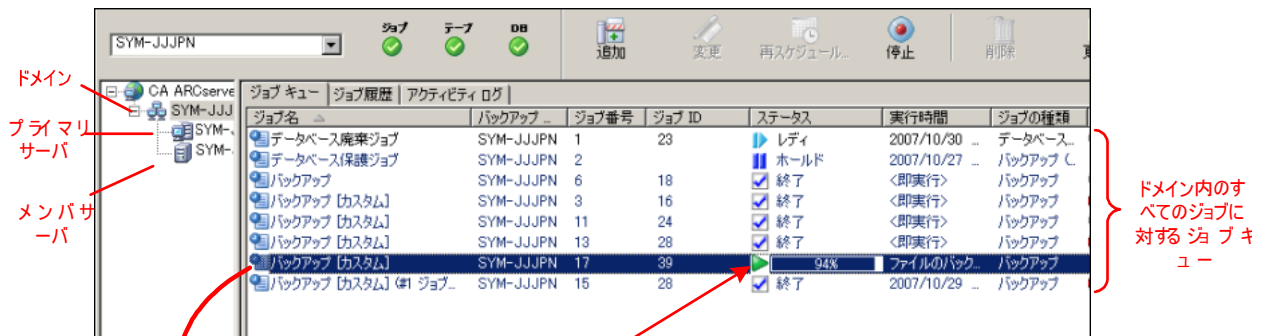 ジョブ テープ DB
SYM-JJJPN
追加 変更 再スケジュール... 停止 削除
ドメイン
プライマリ
サーバ
メンバサ
ーバ
CA ARCserve
SYM-JJJ
SYM-
SYM-
ジョブ キュー ジョブ履歴 アクティビティ ログ
ジョブ名 バックアップ ... ジョブ番号 ジョブ ID ステータス 実行時間 ジョブの種類
データベース廃棄ジョブ SYM-JJJPN 1 23 レディ 2007/10/30 ... データベース...
データベース保護ジョブ SYM-JJJPN 2 ホールド 2007/10/27 ... バックアップ (...
バックアップ SYM-JJJPN 6 18 終了 <即実行> バックアップ
バックアップ [カスタム] SYM-JJJPN 3 16 終了 <即実行> バックアップ
バックアップ [カスタム] SYM-JJJPN 11 24 終了 <即実行> バックアップ
バックアップ [カスタム] SYM-JJJPN 13 28 終了 <即実行> バックアップ
バックアップ [カスタム] SYM-JJJPN 17 39 94% ファイルのバック... バックアップ
バックアップ [カスタム] (#1 ジョブ... SYM-JJJPN 15 28 終了 2007/10/29 ... バックアップ
ドメイン内のす
べてのジョブに
対する ジョ ブ キ
ュー